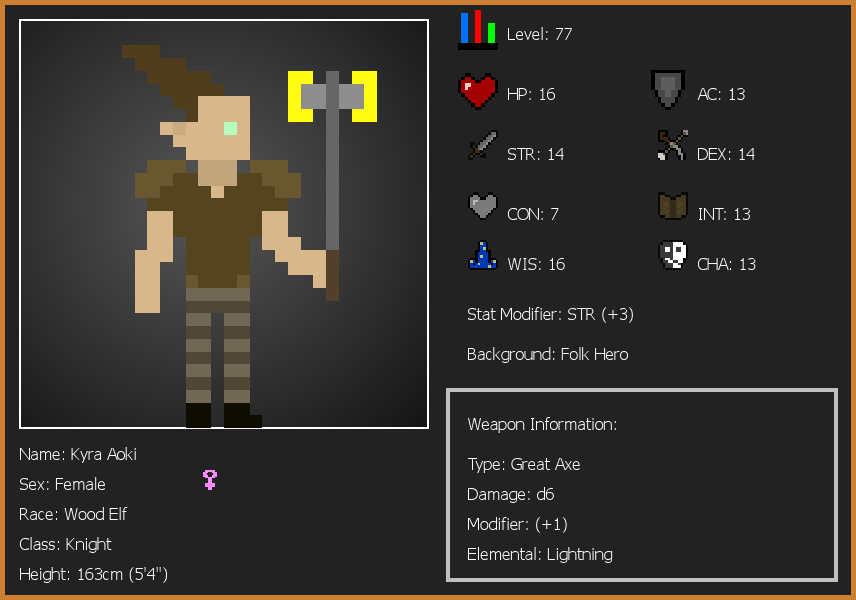 Level: 77
HP: 16
AC: 13
STR: 14
DEX: 14
CON: 7
INT: 13
WIS: 16
CHA: 13
Stat Modifier: STR (+3)
Background: Folk Hero
Weapon Information:
Type: Great Axe
Damage: d6
Modifier: (+1)
Elemental: Lightning
Name: Kyra Aoki
Sex: Female
Race: Wood Elf
Class: Knight
Height: 163cm (5'4")